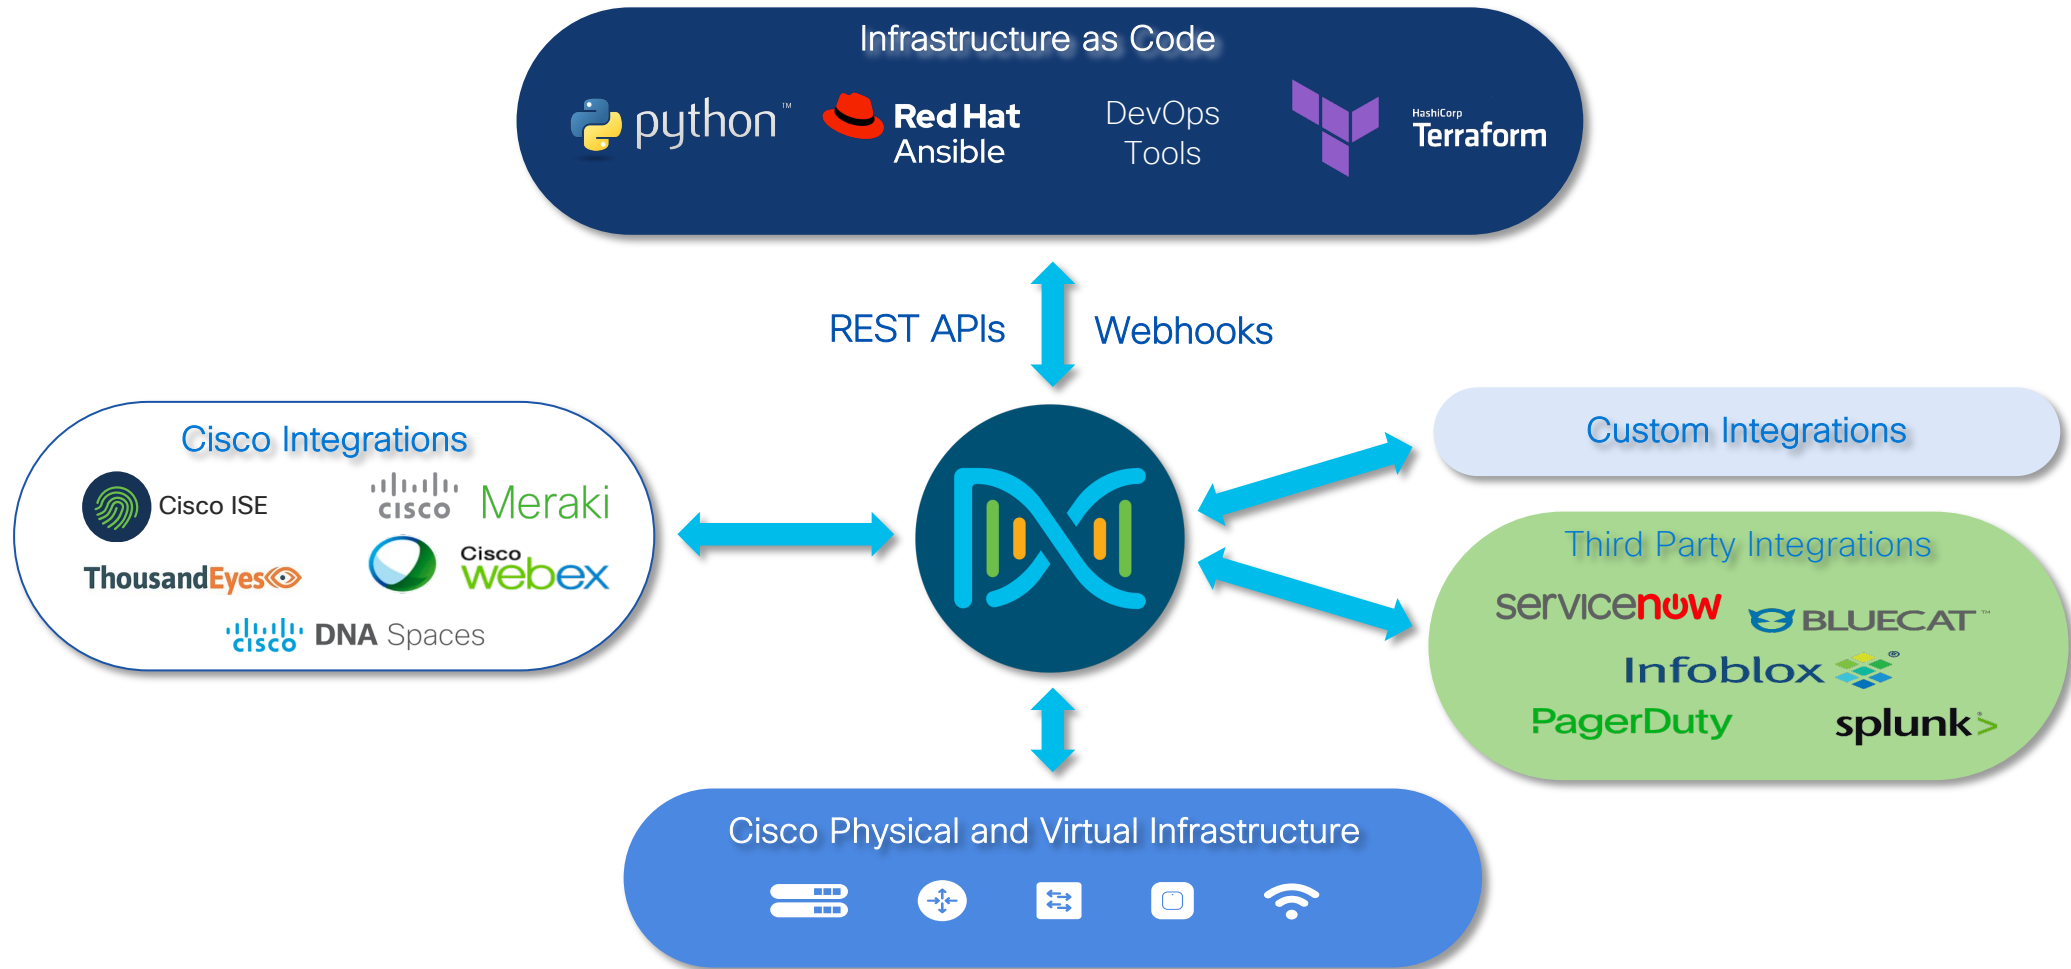 Infrastructure as Code
python™
Red Hat
Ansible
DevOps
Tools
HashiCorp
Terraform
REST APIs
Webhooks
Cisco Integrations
Cisco ISE
CISCO Meraki
ThousandEyes
Cisco
webex
CISCO DNA Spaces
Custom Integrations
Third Party Integrations
servicenow
BLUECAT™
Infoblox®
PagerDuty
splunk>
Cisco Physical and Virtual Infrastructure